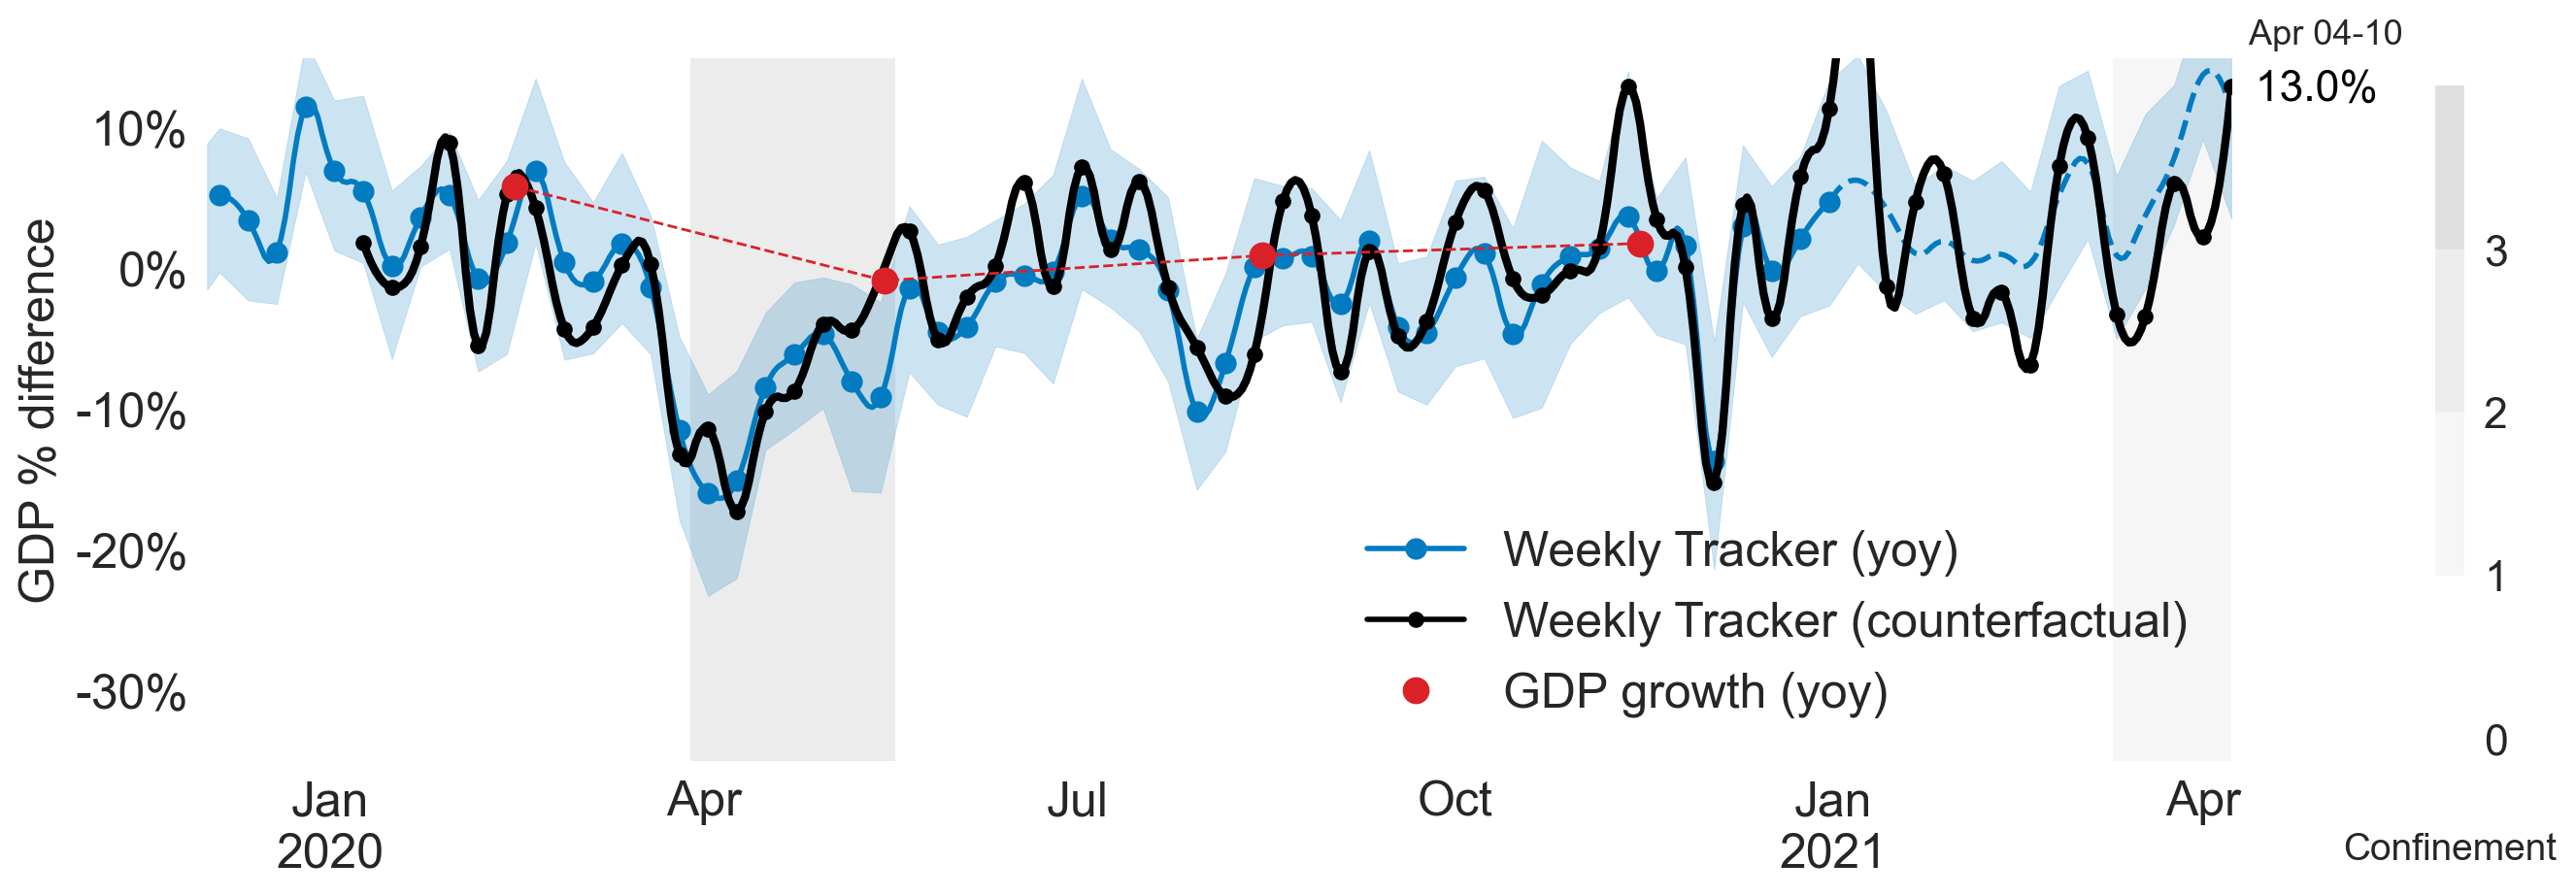 Apr 04-10
13.0%
GDP % difference
10%
0%
-10%
-20%
-30%
Weekly Tracker (yoy)
Weekly Tracker (counterfactual)
GDP growth (yoy)
3
2
1
0
Jan
2020
Apr
Jul
Oct
Jan
2021
Apr
Confinement